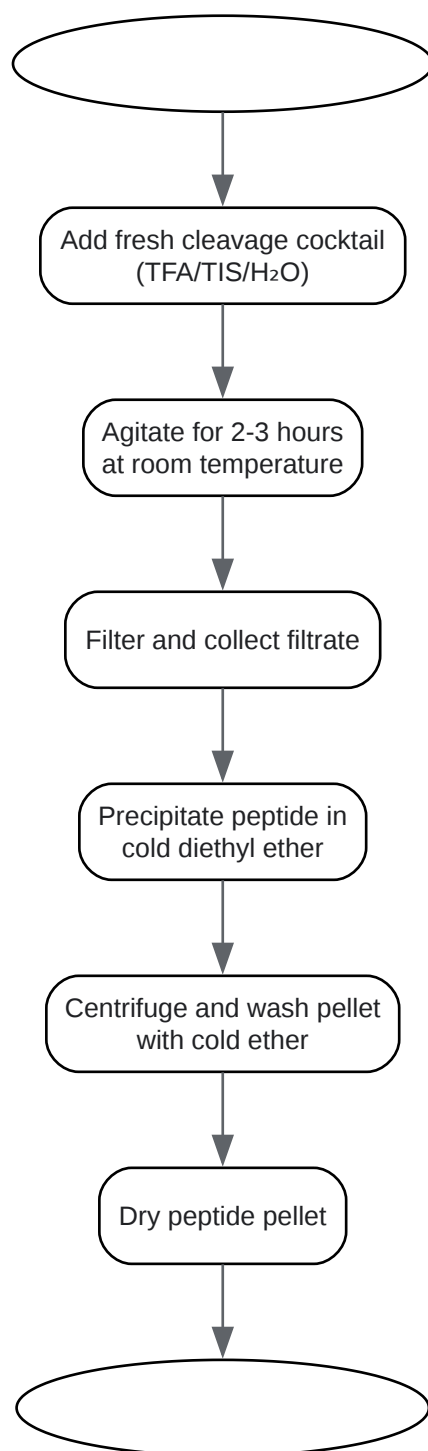 Add fresh cleavage cocktail
(TFA/TIS/H₂O)
Agitate for 2-3 hours
at room temperature
Filter and collect filtrate
Precipitate peptide in
cold diethyl ether
Centrifuge and wash pellet
with cold ether
Dry peptide pellet